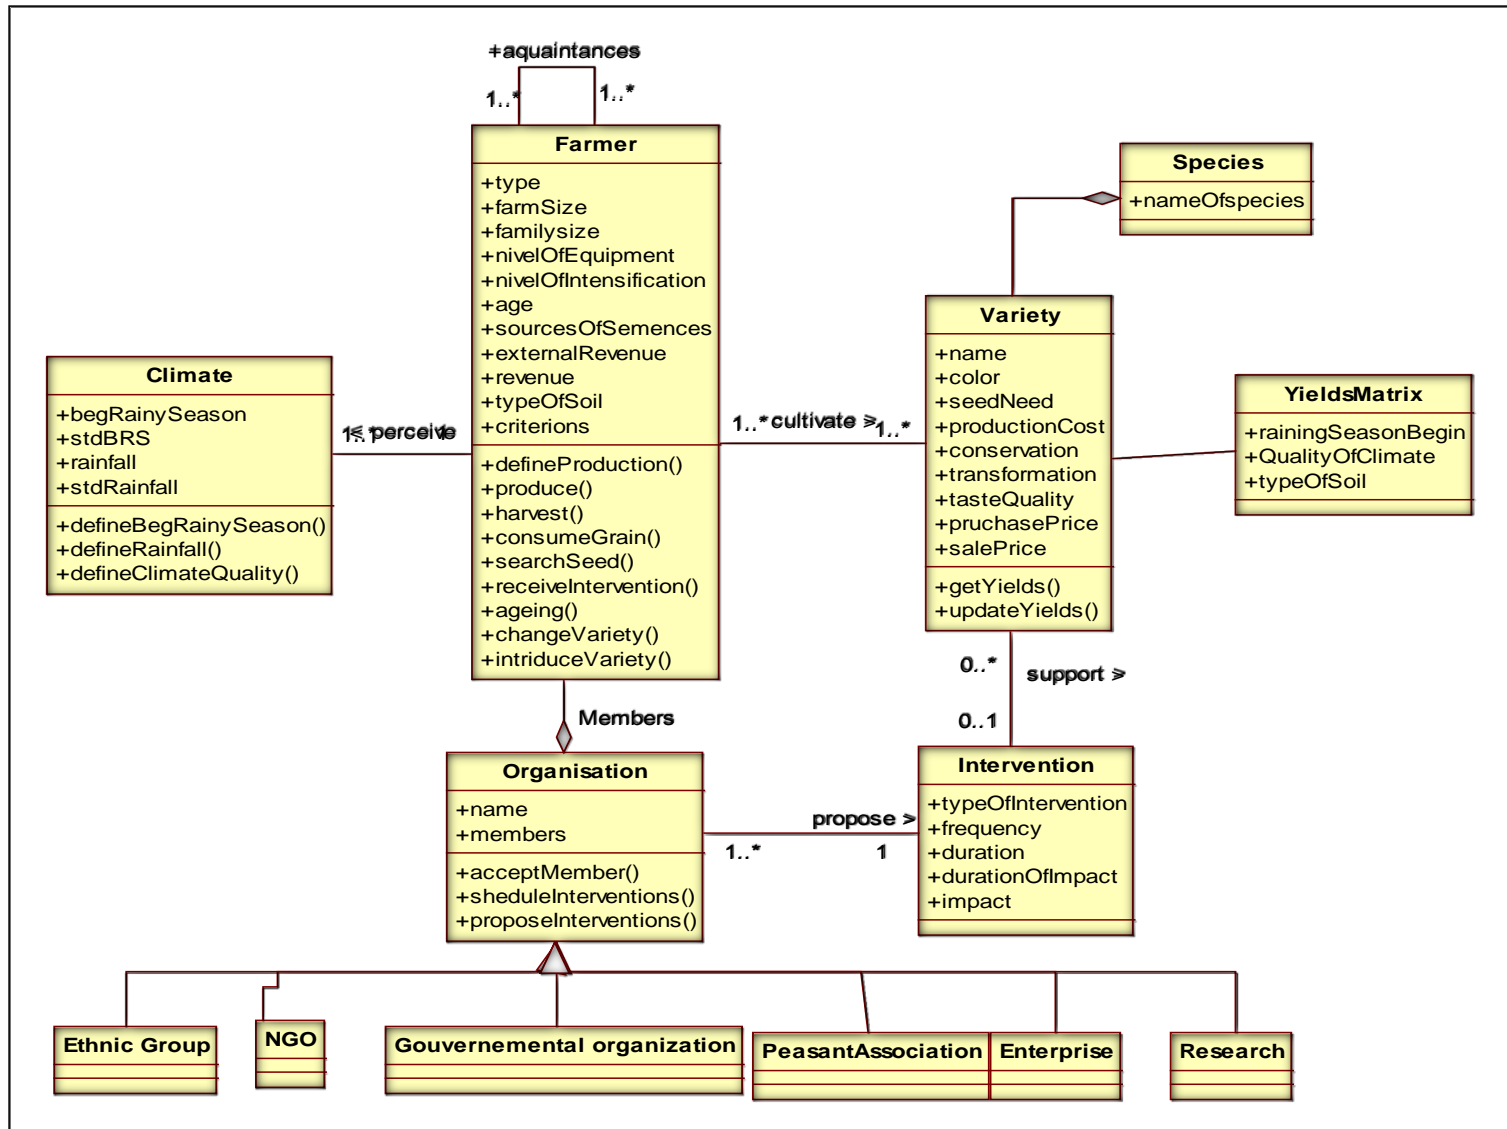 +aquaintances
1..*
1..*
Farmer
+type
+farmSize
+familysize
+nivelOfEquipment
+nivelOfIntensification
+age
+sourcesOfSemences
+externalRevenue
+revenue
+typeOfSoil
+criterions
+defineProduction()
+produce()
+harvest()
+consumeGrain()
+searchSeed()
+receiveIntervention()
+ageing()
+changeVariety()
+intriduceVariety()
Species
+nameOfspecies
Variety
+name
+color
+seedNeed
+productionCost
+conservation
+transformation
+tasteQuality
+pruchasePrice
+salePrice
+getYields()
+updateYields()
YieldsMatrix
+rainingSeasonBegin
+QualityOfClimate
+typeOfSoil
Climate
+begRainySeason
+stdBRS
+rainfall
+stdRainfall
+defineBegRainySeason()
+defineRainfall()
+defineClimateQuality()
1..*
< perceive
1
1..*
cultivate >
1..*
0..*
support >
0..1
Members
Organisation
+name
+members
+acceptMember()
+sheduleInterventions()
+proposeInterventions()
propose >
1..*
1
Intervention
+typeOfIntervention
+frequency
+duration
+durationOfImpact
+impact
Ethnic Group
NGO
Gouvernemental organization
PeasantAssociation
Enterprise
Research